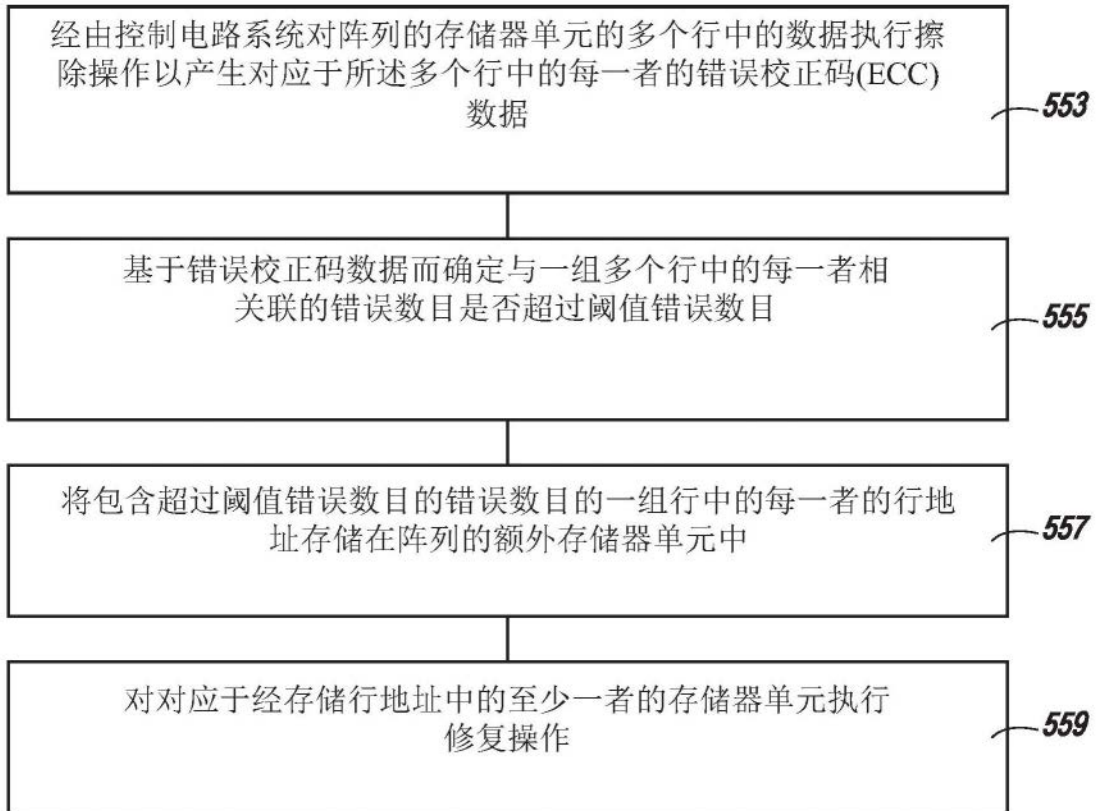 经由控制电路系统对阵列的存储器单元的多个行中的数据执行擦
除操作以产生对应于所述多个行中的每一者的错误校正码(ECC)
数据
553
基于错误校正码数据而确定与一组多个行中的每一者相
关联的错误数目是否超过阈值错误数目
555
将包含超过阈值错误数目的错误数目的一组行中的每一者的行地
址存储在阵列的额外存储器单元中
557
对对应于经存储行地址中的至少一者的存储器单元执行
修复操作
559